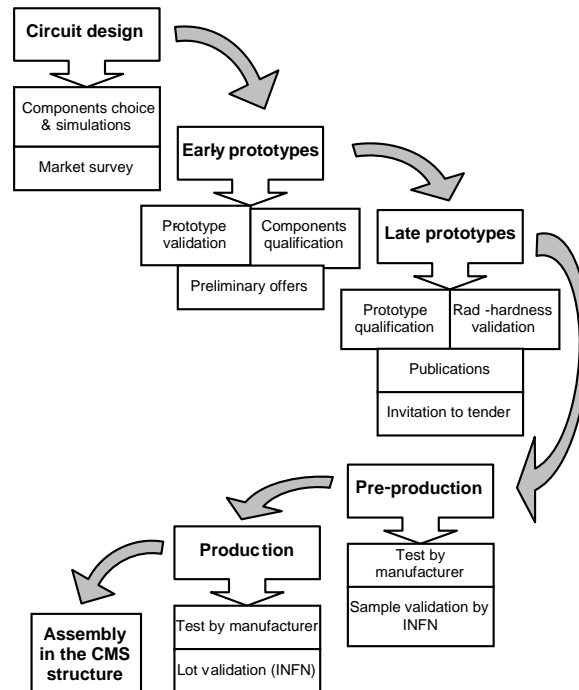 Circuit design
Components choice
& simulations
Market survey
Early prototypes
Prototype
validation
Components
qualification
Preliminary offers
Late prototypes
Prototype
qualification
Rad -hardness
validation
Publications
Invitation to tender
Pre-production
Test by
manufacturer
Sample validation by
INFN
Production
Test by manufacturer
Lot validation (INFN)
Assembly
in the CMS
structure